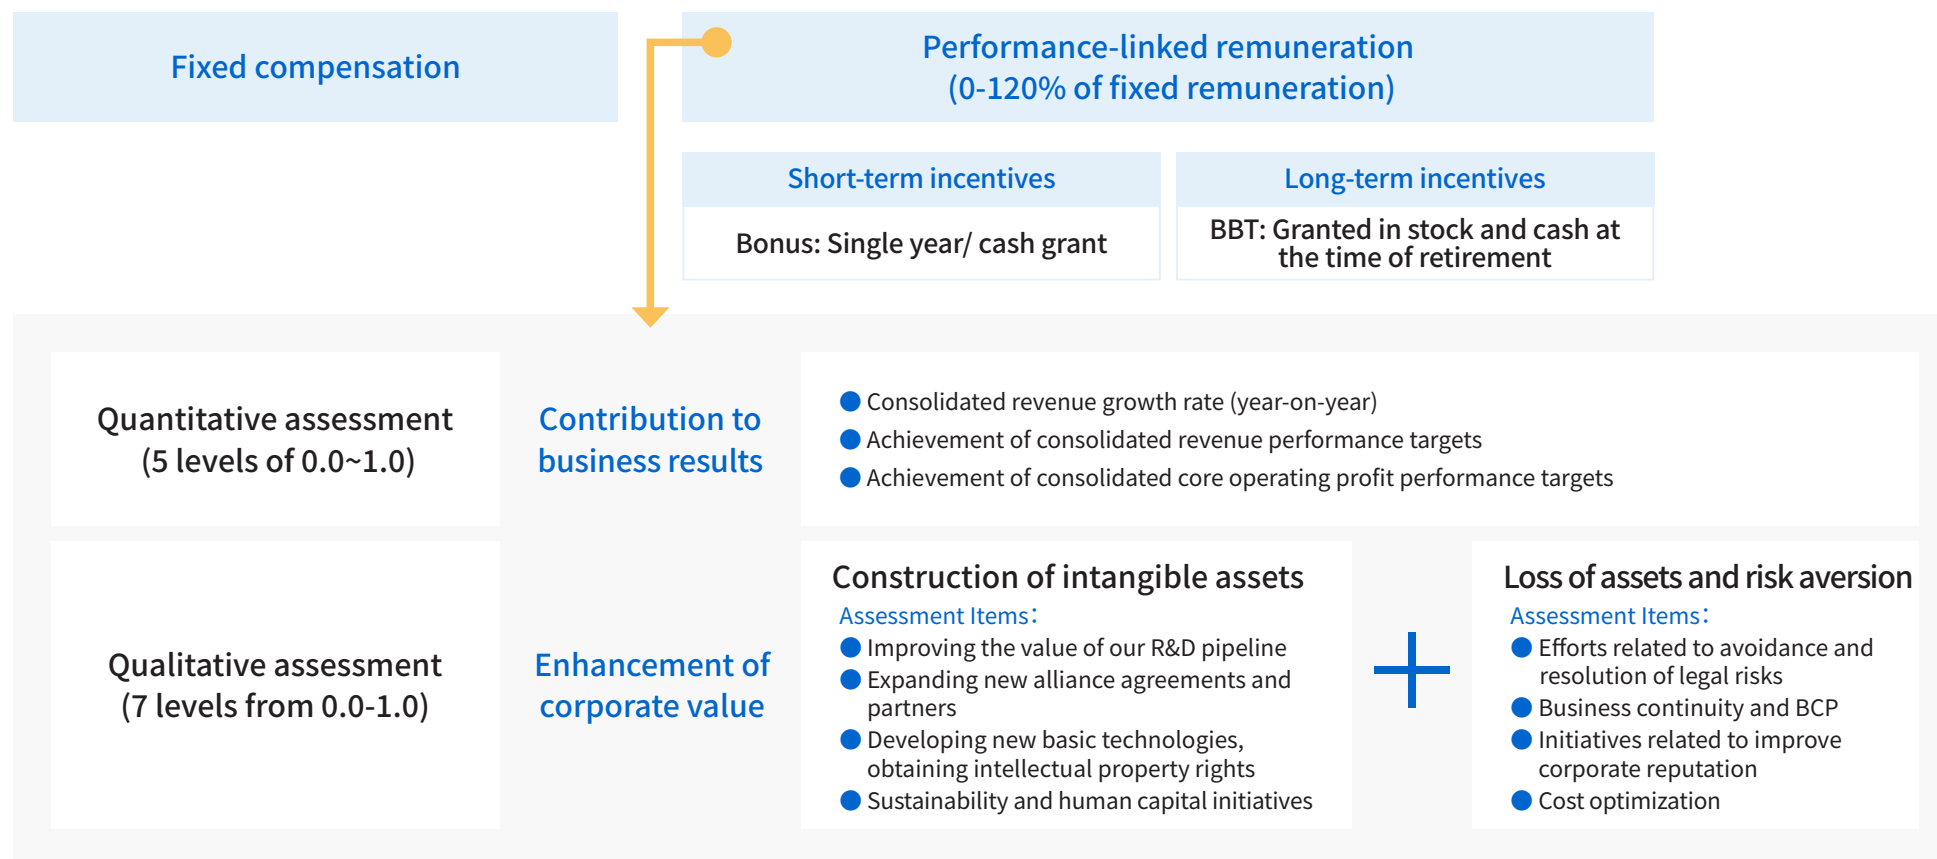 Fixed compensation
Performance-linked remuneration
(0-120% of fixed remuneration)
Short-term incentives
Bonus: Single year/ cash grant
Long-term incentives
BBT: Granted in stock and cash at
the time of retirement
Quantitative assessment
(5 levels of 0.0~1.0)
Contribution to
business results
● Consolidated revenue growth rate (year-on-year)
● Achievement of consolidated revenue performance targets
● Achievement of consolidated core operating profit performance targets
Qualitative assessment
(7 levels from 0.0-1.0)
Enhancement of
corporate value
Construction of intangible assets
Assessment Items：
● Improving the value of our R&D pipeline
● Expanding new alliance agreements and
partners
● Developing new basic technologies,
obtaining intellectual property rights
● Sustainability and human capital initiatives
Loss of assets and risk aversion
Assessment Items：
● Efforts related to avoidance and
resolution of legal risks
● Business continuity and BCP
● Initiatives related to improve
corporate reputation
● Cost optimization